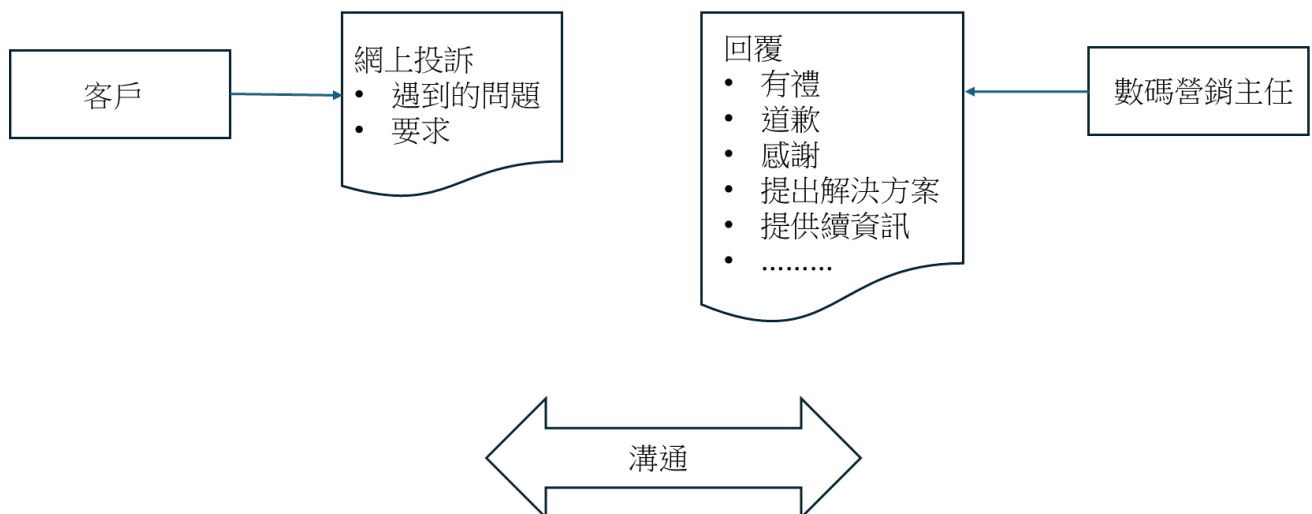 客戶
網上投訴
• 遇到的問題
• 要求
回覆
• 有禮
• 道歉
• 感謝
• 提出解決方案
• 提供續資訊
• ………
數碼營銷主任
溝通